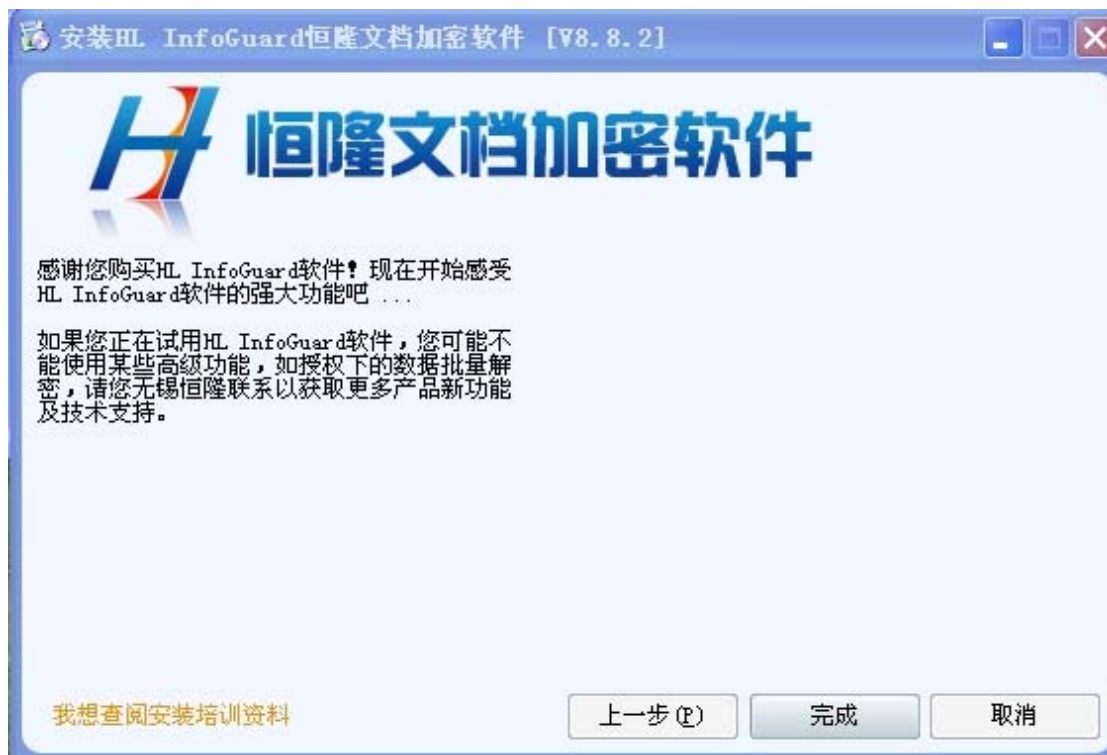 安装HL InfoGuard恒隆文档加密软件 [V8.8.2]
恒隆文档加密软件
感谢您购买HL InfoGuard软件！现在开始感受
HL InfoGuard软件的强大功能吧 ...
如果您正在试用HL InfoGuard软件，您可能不
能使用某些高级功能，如授权下的数据批量解
密，请您无锡恒隆联系以获取更多产品新功能
及技术支持。
我想查阅安装培训资料
上一步(P)
完成
取消